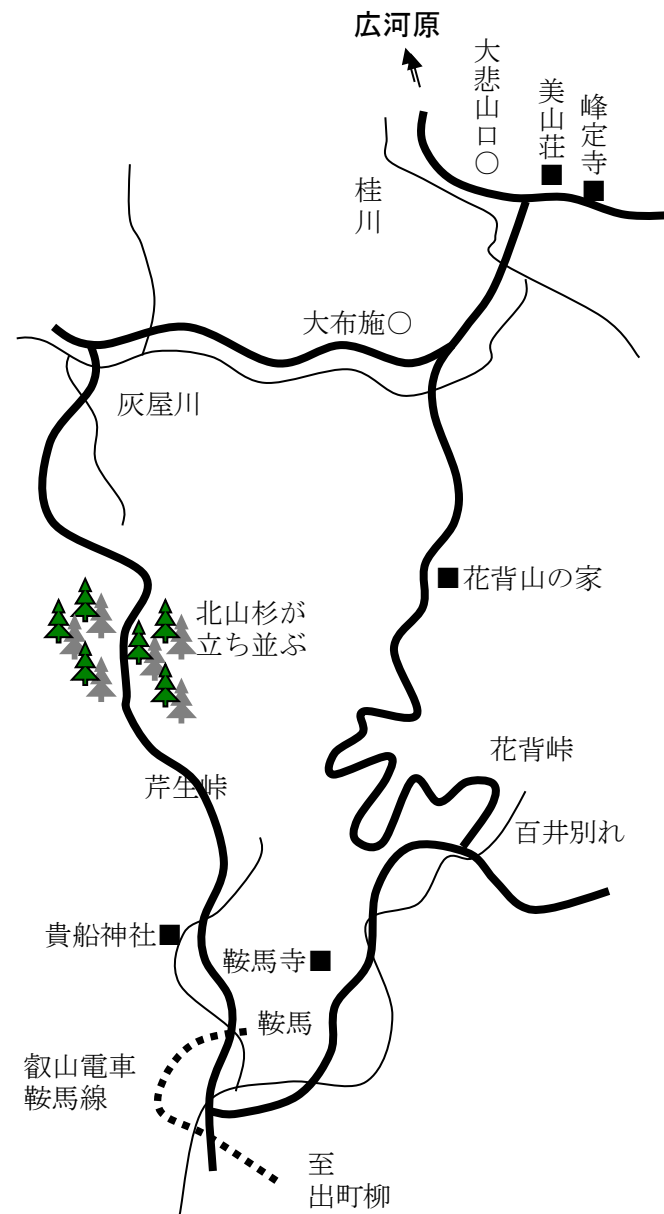 広河原
大悲山口○
美山荘■
峰定寺■
桂川
大布施○
灰屋川
■花背山の家
北山杉が
立ち並ぶ
花背峠
芹生峠
百井別れ
貴船神社■
鞍馬寺■
鞍馬
叡山電車
鞍馬線
至
出町柳